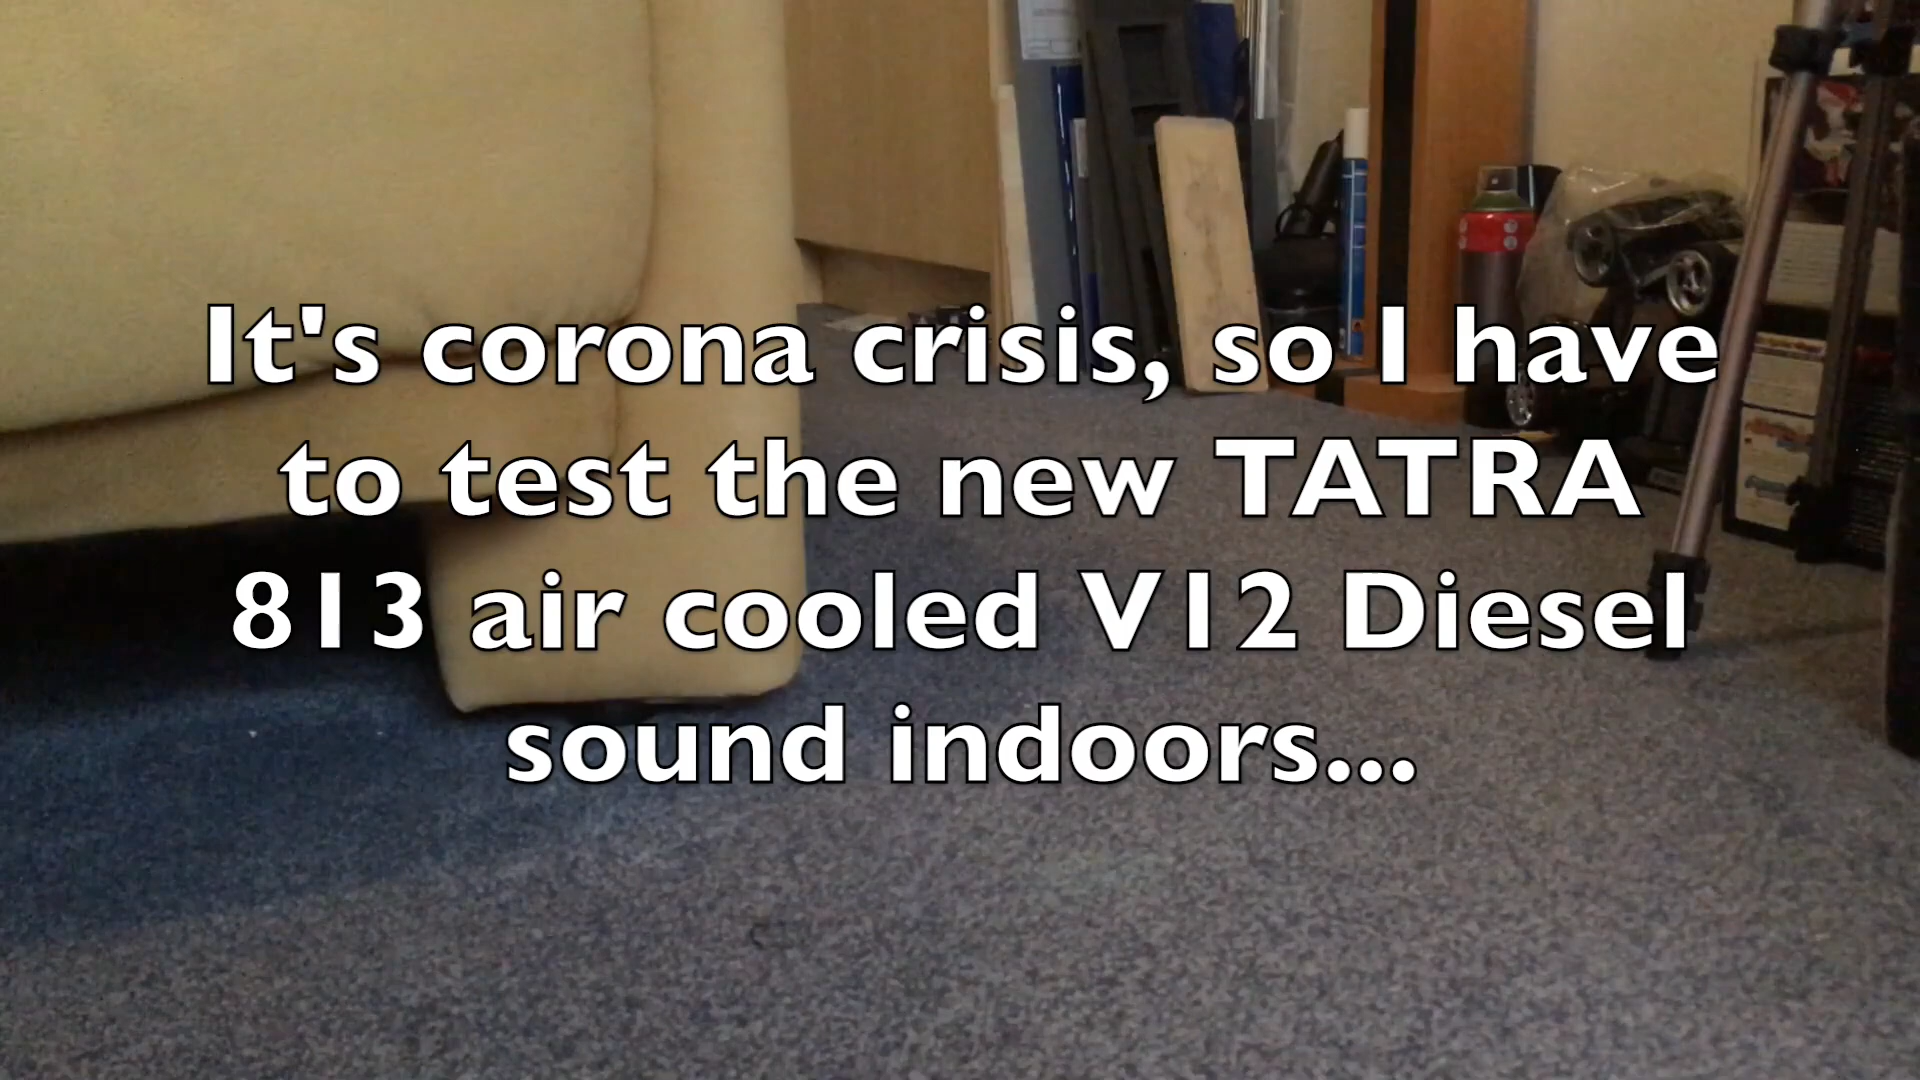 It's corona crisis, so I have
to test the new TATRA
813 air cooled V12 Diesel
sound indoors...